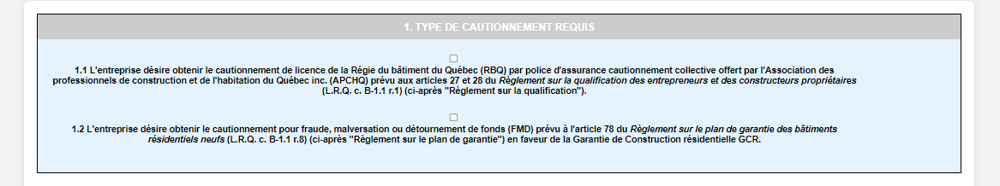 1. TYPE DE CAUTIONNEMENT REQUIS
1.1 L'entreprise désire obtenir le cautionnement de licence de la Régie du bâtiment du Québec (RBQ) par police d'assurance cautionnement collective offert par l'Association des
professionnels de construction et de l'habitation du Québec inc. (APCHQ) prévu aux articles 27 et 28 du Règlement sur la qualification des entrepreneurs et des constructeurs propriétaires
(L.R.Q. c. B-1.1 r.1) (ci-après "Règlement sur la qualification").
1.2 L'entreprise désire obtenir le cautionnement pour fraude, malversation ou détournement de fonds (FMD) prévu à l'article 78 du Règlement sur le plan de garantie des bâtiments
résidentiels neufs (L.R.Q. c. B-1.1 r.8) (ci-après "Règlement sur le plan de garantie") en faveur de la Garantie de Construction résidentielle GCR.